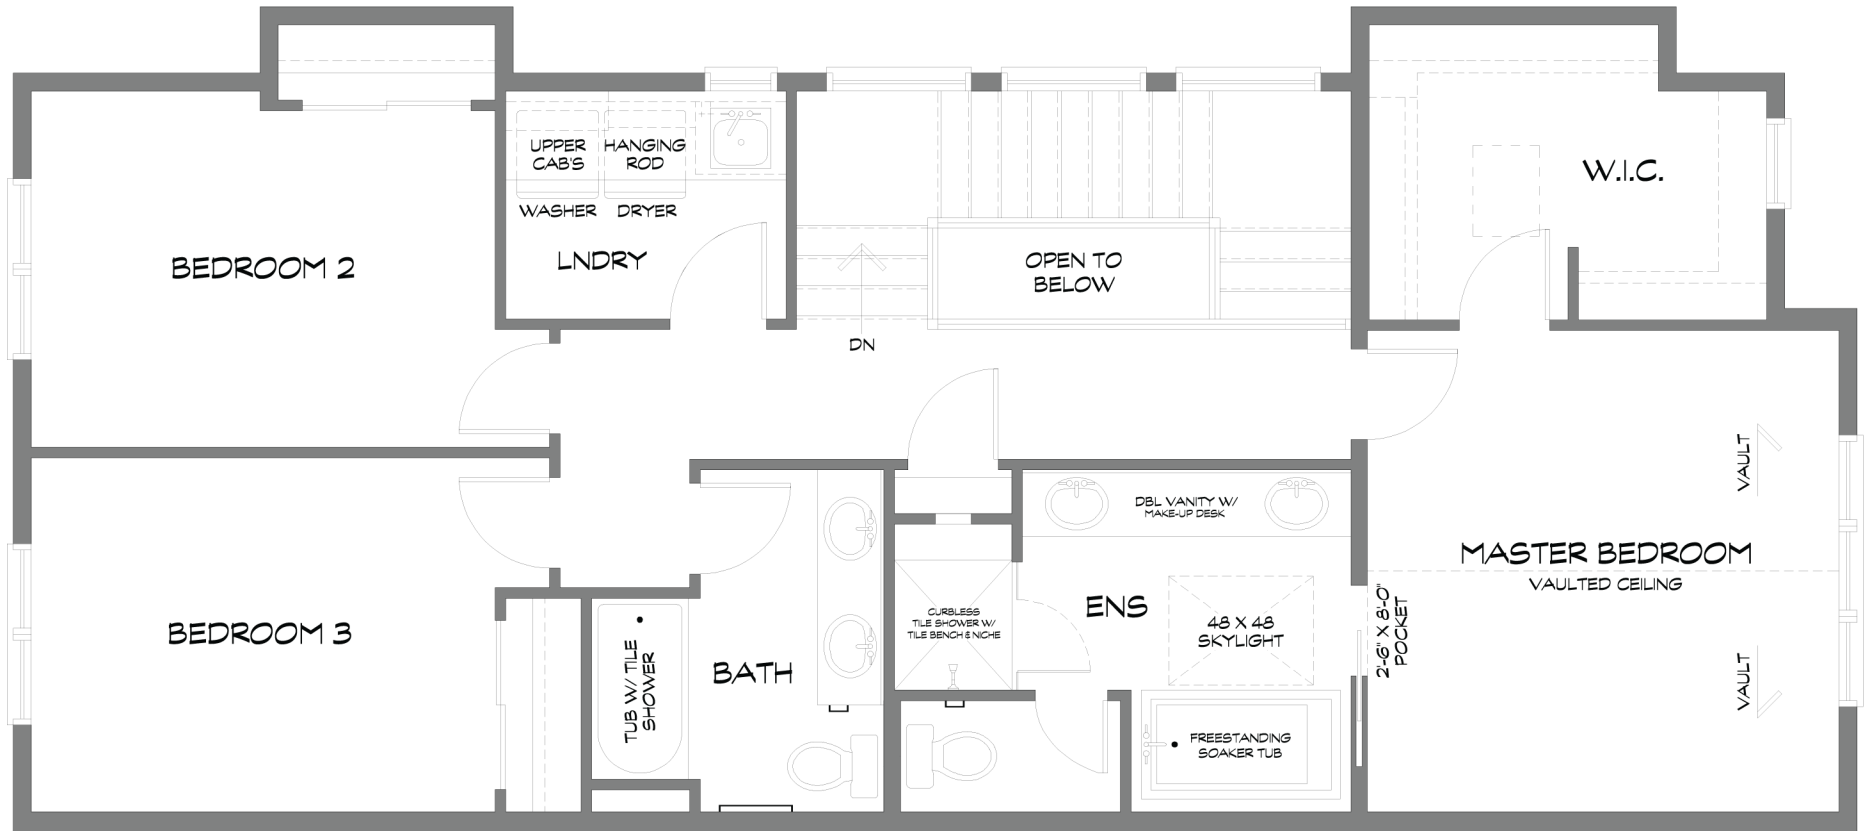 UPPER
CAB'S
HANGING
ROD
WASHER
DRYER
LNDRY
BEDROOM 2
OPEN TO
BELOW
DN
W.I.C.
VAULT
DBL VANITY W/
MAKE-UP DESK
MASTER BEDROOM
VAULTED CEILING
ENS
CURBLESS
TILE SHOWER W/
TILE BENCH & NICHE
48 X 48
SKYLIGHT
2'-6" X 8'-0"
POCKET
BEDROOM 3
TUB W/ TILE
SHOWER
BATH
VAULT
FREESTANDING
SOAKER TUB